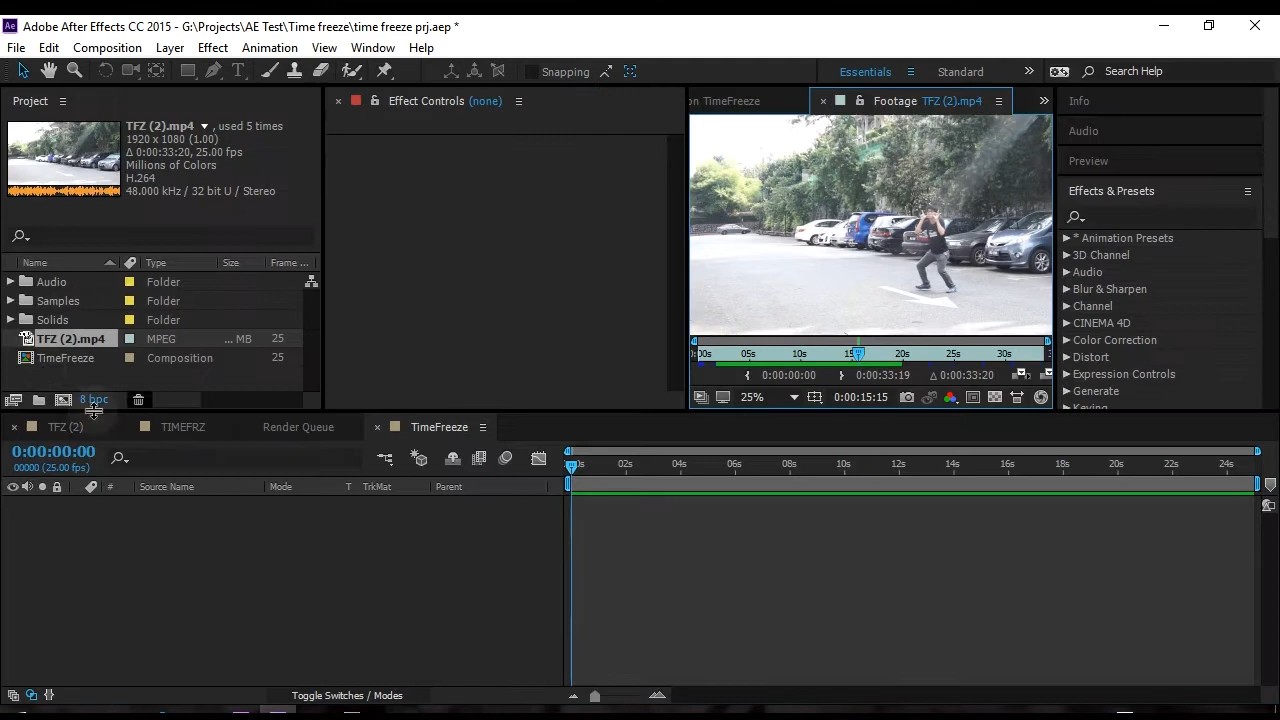 Ae Adobe After Effects CC 2015 - G:\Projects\AE Test\Time freeze\time freeze prj.aep *
File Edit Composition Layer Effect Animation View Window Help
Snapping Essentials Standard Search Help
Project
Effect Controls (none)
on TimeFreeze
Footage TFZ (2).mp4
TFZ (2).mp4 , used 5 times
1920 x 1080 (1.00)
Δ 0:00:33:20, 25.00 fps
Millions of Colors
H.264
48.000 kHz / 32 bit U / Stereo
Name Type Size Frame ...
Audio Folder
Samples Folder
Solids Folder
TFZ (2).mp4 MPEG ... MB 25
TimeFreeze Composition 25
8 bpc
0s 05s 10s 15s 20s 25s 30s
0:00:00:00 0:00:33:19 Δ 0:00:33:20
25% 0:00:15:15
Info
Audio
Preview
Effects & Presets
* Animation Presets
3D Channel
Audio
Blur & Sharpen
Channel
CINEMA 4D
Color Correction
Distort
Expression Controls
Generate
Keying
TFZ (2) TIMEFRZ Render Queue TimeFreeze
0:00:00:00
00000 (25.00 fps)
# Source Name Mode T TrkMat Parent
02s 04s 06s 08s 10s 12s 14s 16s 18s 20s 22s 24s
Toggle Switches / Modes